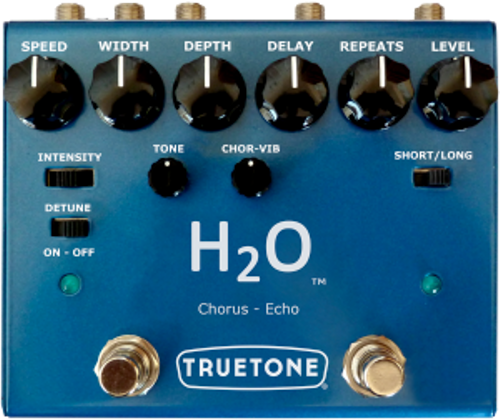 SPEED WIDTH DEPTH DELAY REPEATS LEVEL
INTENSITY TONE CHOR-VIB SHORT/LONG
DETUNE
ON - OFF
H2O™
Chorus - Echo
TRUETONE®